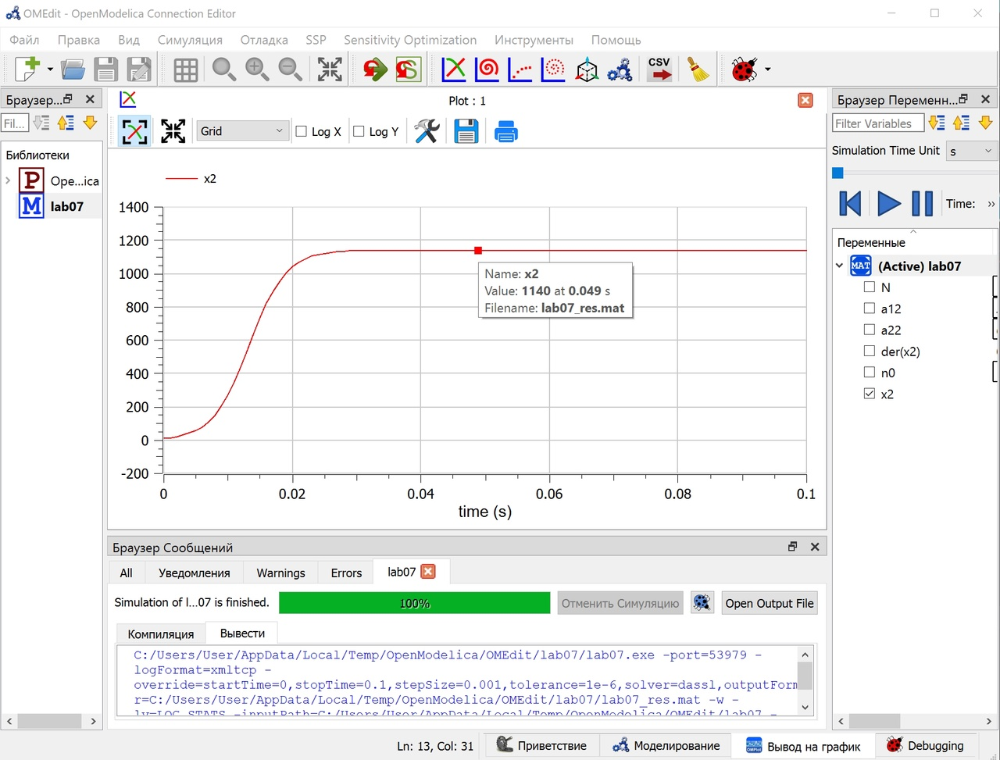 OMEdit - OpenModelica Connection Editor
Файл Правка Вид Симуляция Отладка SSP Sensitivity Optimization Инструменты Помощь
CSV
Браузер...
Fil...
Библиотеки
P Ope...ica
M lab07
Plot : 1
Grid Log X Log Y
x2
1400
1200
1000
800
600
400
200
0
-200
0 0.02 0.04 0.06 0.08 0.1
time (s)
Name: x2
Value: 1140 at 0.049 s
Filename: lab07_res.mat
Браузер Переменн...
Filter Variables
Simulation Time Unit s
Time: »
Переменные
MAT (Active) lab07
N
a12
a22
der(x2)
n0
x2
Браузер Сообщений
All Уведомления Warnings Errors lab07
Simulation of l...07 is finished. 100% Отменить Симуляцию Open Output File
Компиляция Вывести
C:/Users/User/AppData/Local/Temp/OpenModelica/OMEdit/lab07/lab07.exe -port=53979 -
logFormat=xmltcp -
override=startTime=0,stopTime=0.1,stepSize=0.001,tolerance=1e-6,solver=dassl,outputForm
r=C:/Users/User/AppData/Local/Temp/OpenModelica/OMEdit/lab07/lab07_res.mat -w -
lv=LOG_STATS -inputPath=C:/Users/User/AppData/Local/Temp/OpenModelica/OMEdit/lab07 -
Ln: 13, Col: 31 Приветствие Моделирование OMPlot Вывод на график Debugging